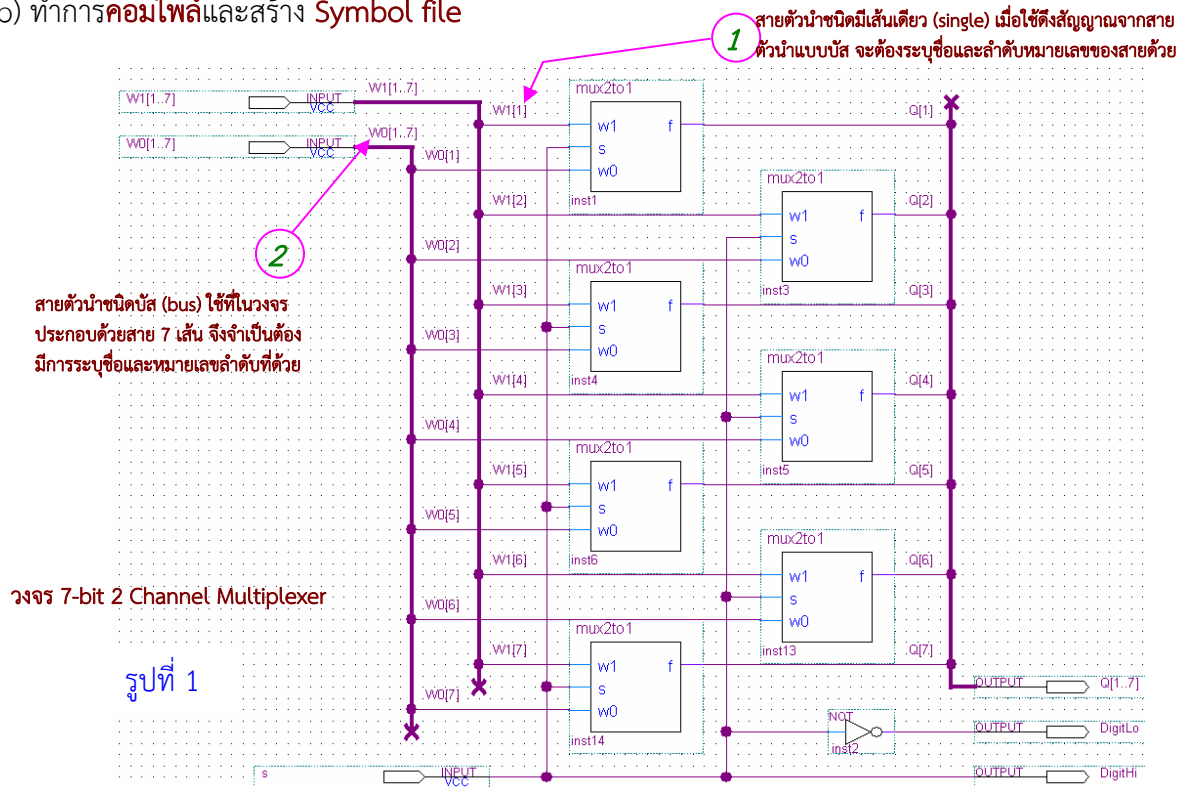 b) ทำการคอมไพล์และสร้าง Symbol file
1
สายตัวนำชนิดมีเส้นเดียว (single) เมื่อใช้ดึงสัญญาณจากสาย
ตัวนำแบบบัส จะต้องระบุชื่อและลำดับหมายเลขของสายด้วย
W1[1..7]
INPUT
VCC
W1[1..7]
W0[1..7]
INPUT
VCC
W0[1..7]
2
สายตัวนำชนิดบัส (bus) ใช้ที่ในวงจร
ประกอบด้วยสาย 7 เส้น จึงจำเป็นต้อง
มีการระบุชื่อและหมายเลขลำดับที่ด้วย
W1[1]
W0[1]
mux2to1
w1
f
s
w0
inst1
Q[1]
W1[2]
W0[2]
mux2to1
w1
f
s
w0
inst3
Q[2]
W1[3]
W0[3]
mux2to1
w1
f
s
w0
inst4
Q[3]
W1[4]
W0[4]
mux2to1
w1
f
s
w0
inst5
Q[4]
W1[5]
W0[5]
mux2to1
w1
f
s
w0
inst6
Q[5]
W1[6]
W0[6]
mux2to1
w1
f
s
w0
inst13
Q[6]
W1[7]
W0[7]
mux2to1
w1
f
s
w0
inst14
Q[7]
วงจร 7-bit 2 Channel Multiplexer
รูปที่ 1
OUTPUT
Q[1..7]
NOT
inst2
OUTPUT
DigitLo
s
INPUT
VCC
OUTPUT
DigitHi